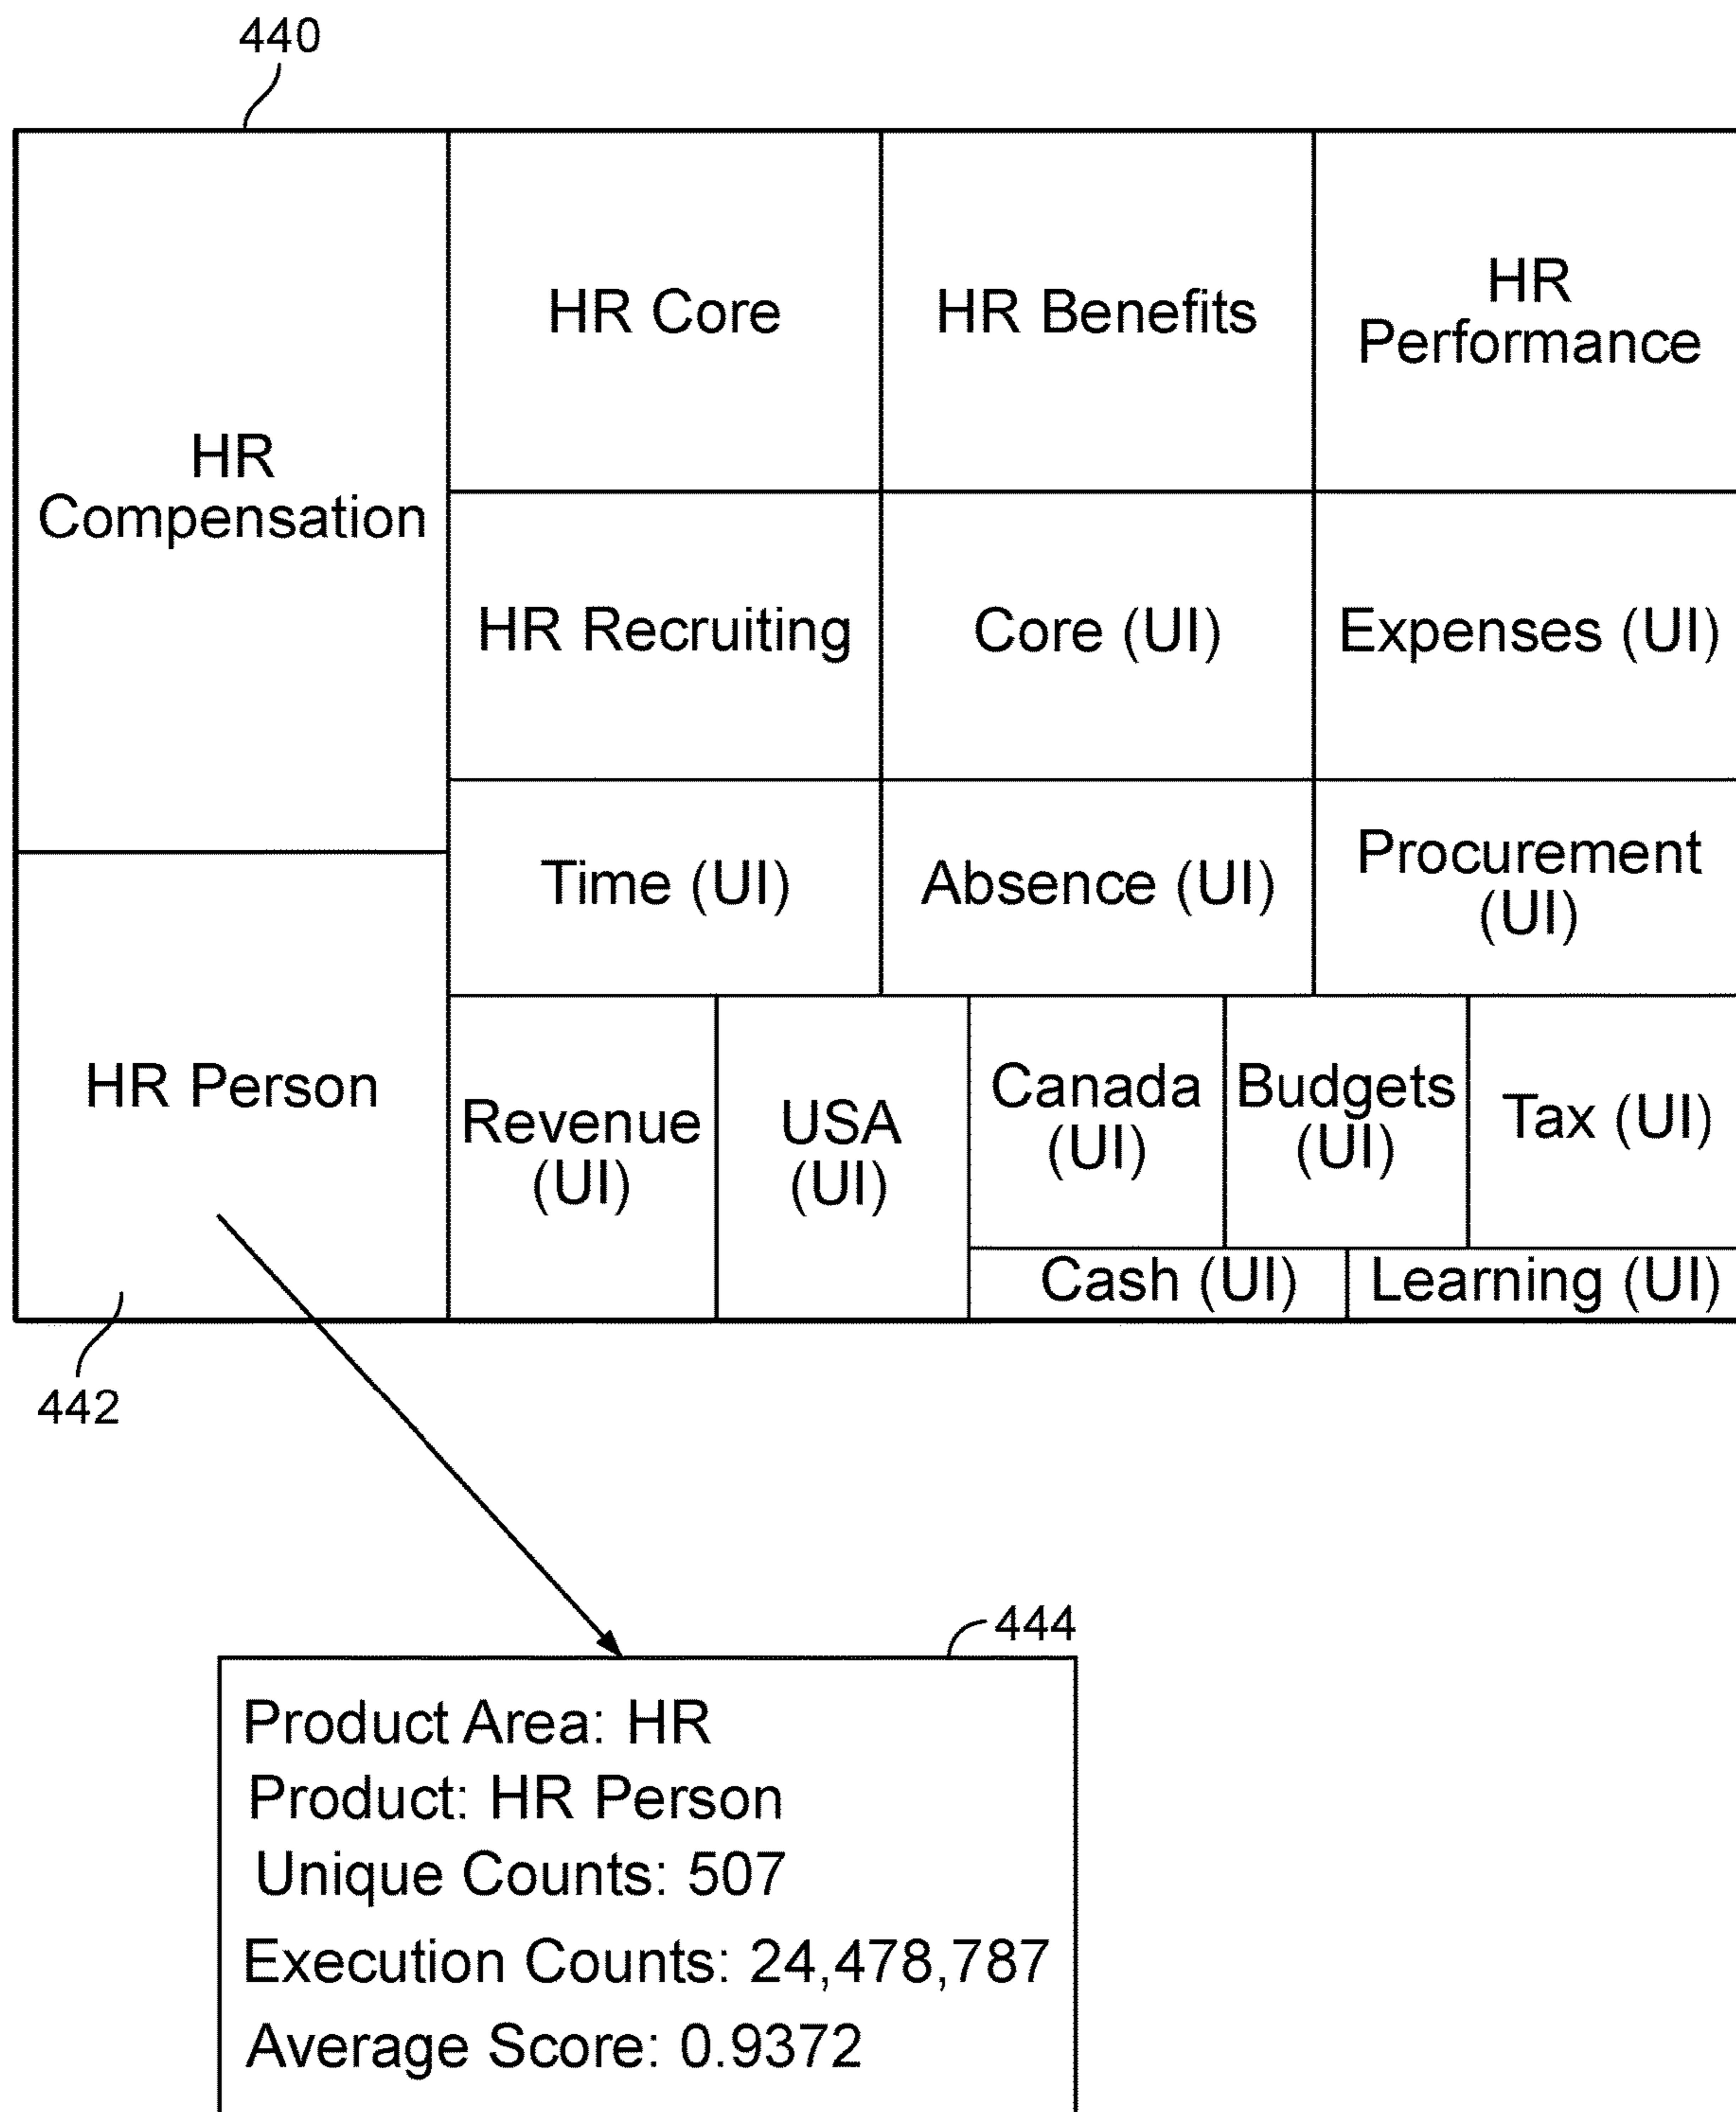 440
HR Core
HR Benefits
HR
Performance
HR
Compensation
HR Recruiting
Core (UI)
Expenses (UI)
Time (UI)
Absence (UI)
Procurement
(UI)
HR Person
Revenue
(UI)
USA
(UI)
Canada
(UI)
Budgets
(UI)
Tax (UI)
Cash (UI)
Learning (UI)
442
444
Product Area: HR
Product: HR Person
Unique Counts: 507
Execution Counts: 24,478,787
Average Score: 0.9372